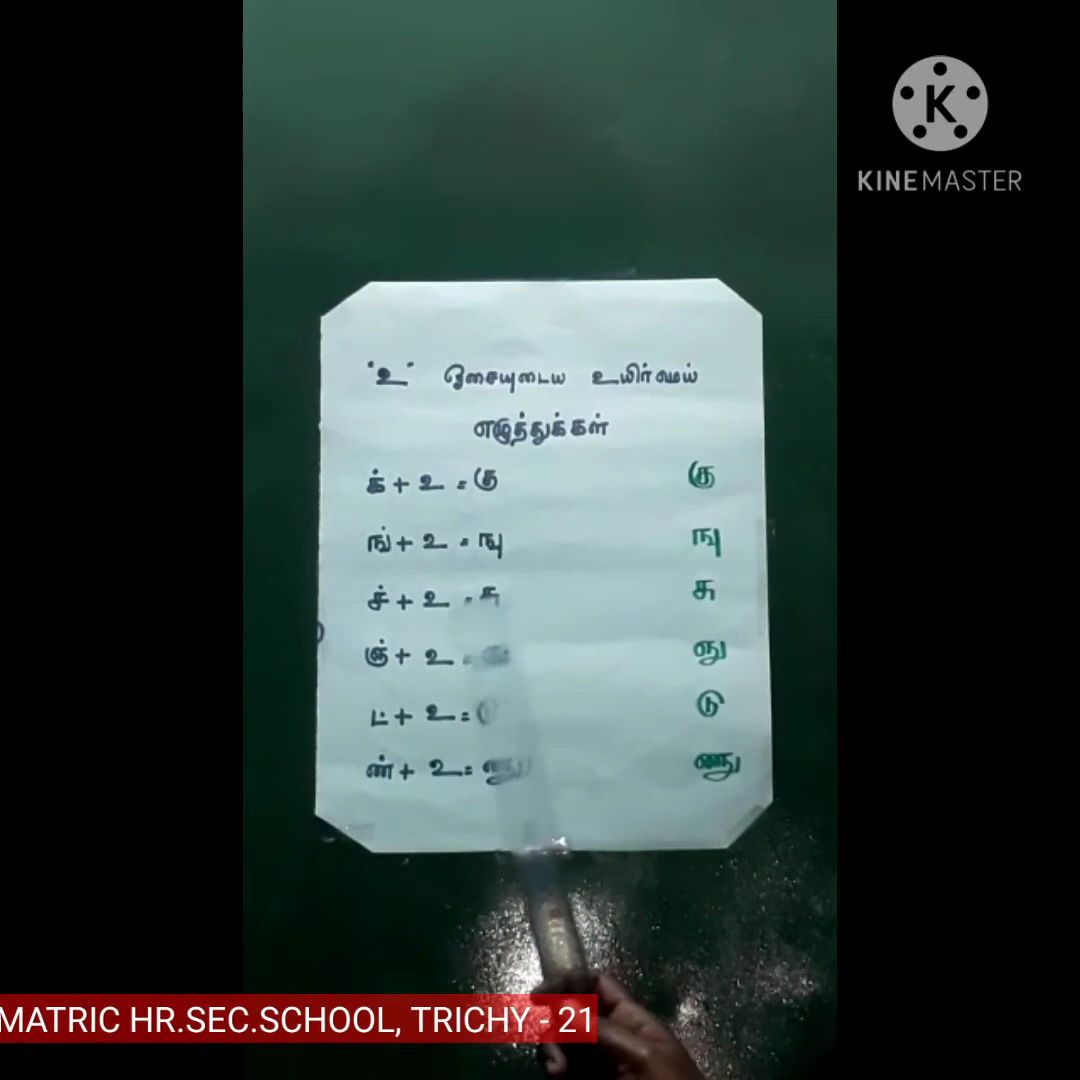 KINEMASTER
"உ" ஓசையுடைய உயிர்மெய்
எழுத்துக்கள்
க் + உ = கு கு
ங் + உ = ஙு ஙு
ச் + உ = சு சு
ஞ் + உ = ஞு
ட் + உ = டு
ண் + உ = ணு ணு
MATRIC HR.SEC.SCHOOL, TRICHY - 21